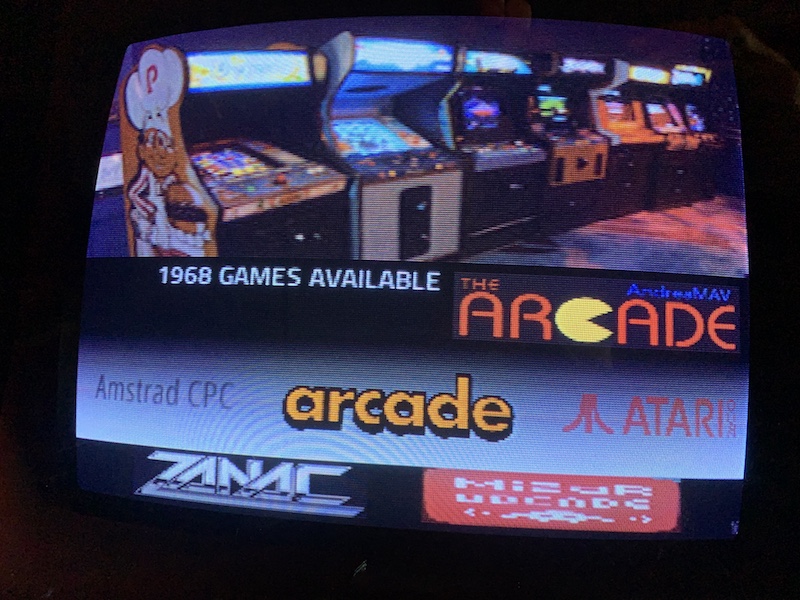 P
1968 GAMES AVAILABLE
THE
AndreaMAV
ARCADE
Amstrad CPC
arcade
ATARI
ZANAC